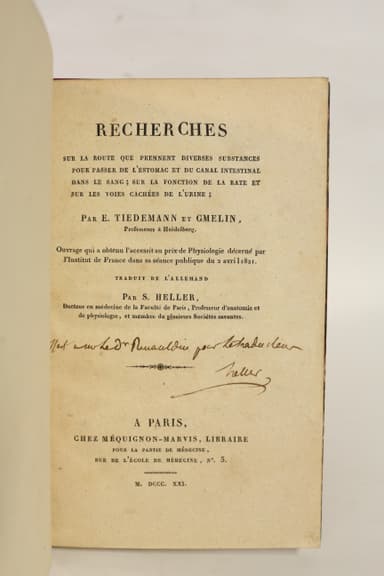 RECHERCHES
SUR LA ROUTE QUE PRENNENT DIVERSES SUBSTANCES
POUR PASSER DE L'ESTOMAC ET DU CANAL INTESTINAL
DANS LE SANG; SUR LA FONCTION DE LA RATE ET
SUR LES VOIES CACHÉES DE L'URINE;
PAR E. TIEDEMANN ET GMELIN,
Professeurs à Heidelberg.
Ouvrage qui a obtenu l'accessit au prix de Physiologie décerné par
l'Institut de France dans sa séance publique du 2 avril 1821.
TRADUIT DE L'ALLEMAND
PAR S. HELLER,
Docteur en médecine de la Faculté de Paris, Professeur d'anatomie et
de physiologie, et membre de plusieurs Sociétés savantes.
Dr Renauldin
heller
A PARIS,
CHEZ MÉQUIGNON-MARVIS, LIBRAIRE
POUR LA PARTIE DE MÉDECINE,
RUE DE L'ÉCOLE DE MÉDECINE, N°. 3.
M. DCCC. XXI.